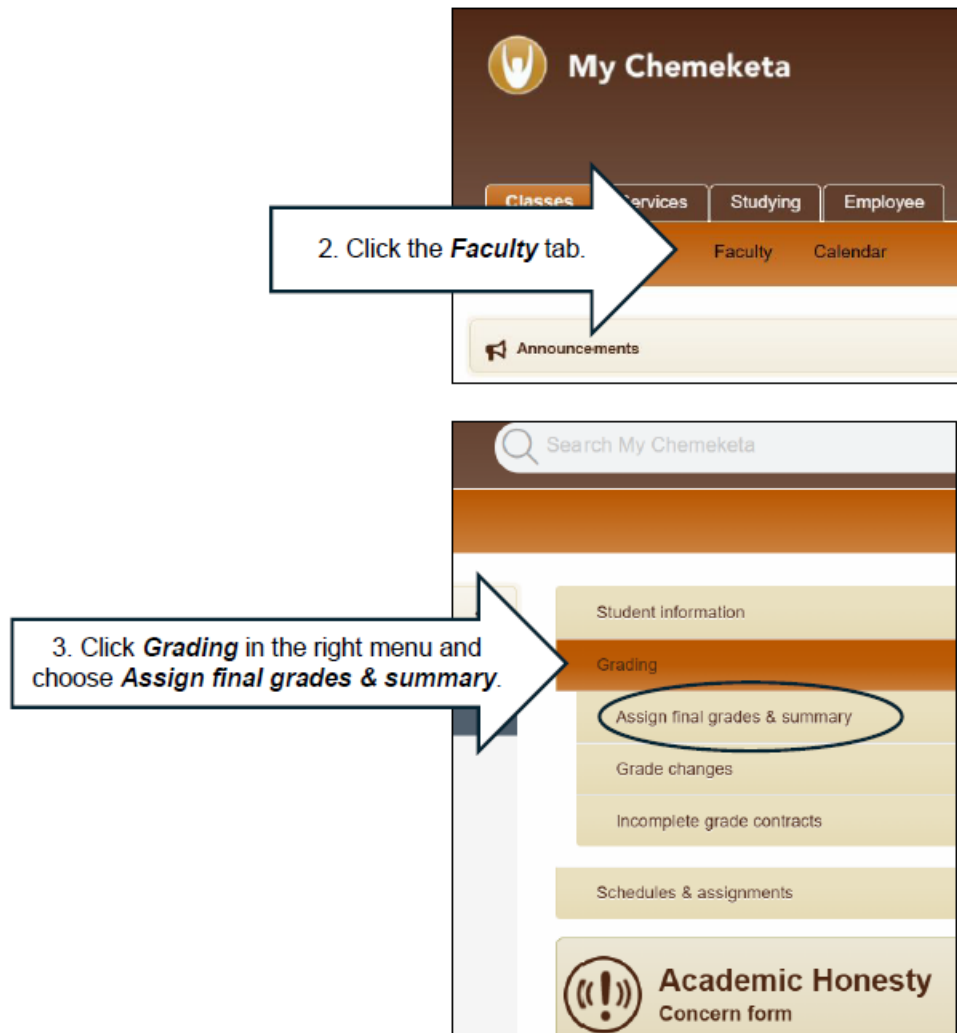 My Chemeketa
Classes Services Studying Employee
2. Click the Faculty tab.
Faculty Calendar
Announcements
Search My Chemeketa
Student information
3. Click Grading in the right menu and
choose Assign final grades & summary.
Grading
Assign final grades & summary
Grade changes
Incomplete grade contracts
Schedules & assignments
Academic Honesty
Concern form